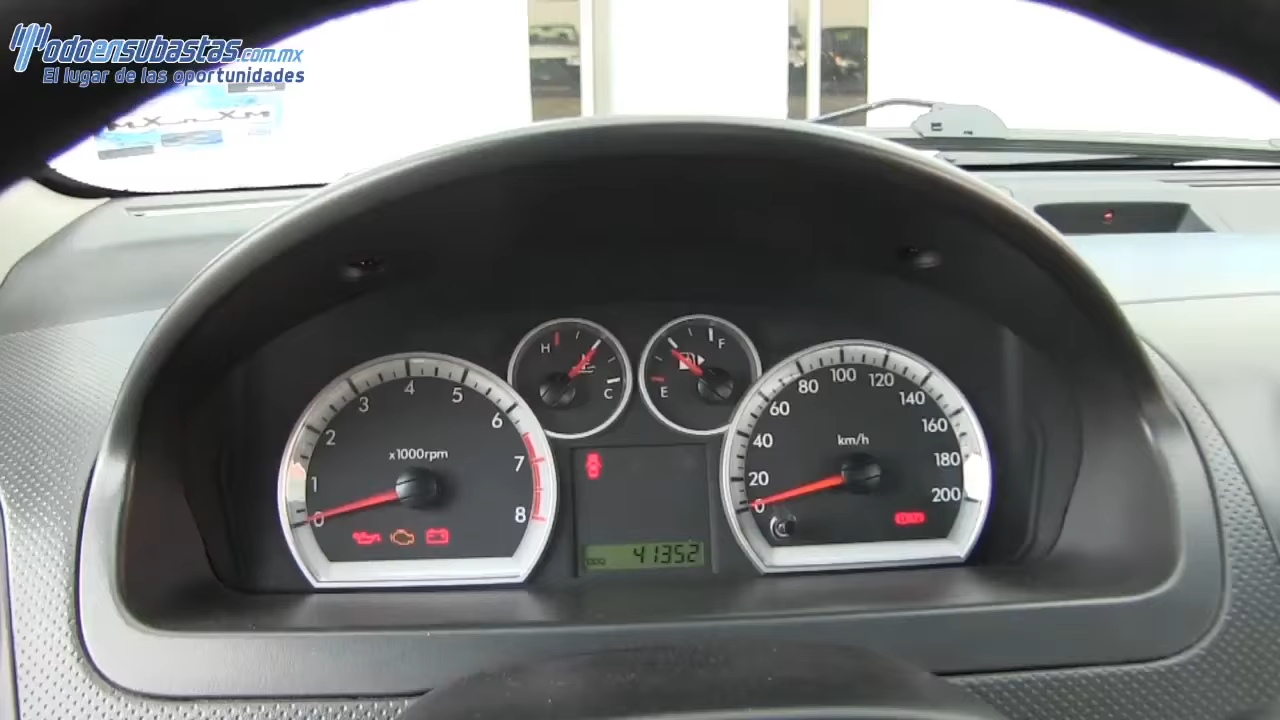 Todoensubastas.com.mx
El lugar de las oportunidades
H
C
F
E
x1000rpm
0
1
2
3
4
5
6
7
8
km/h
0
20
40
60
80
100
120
140
160
180
200
41352